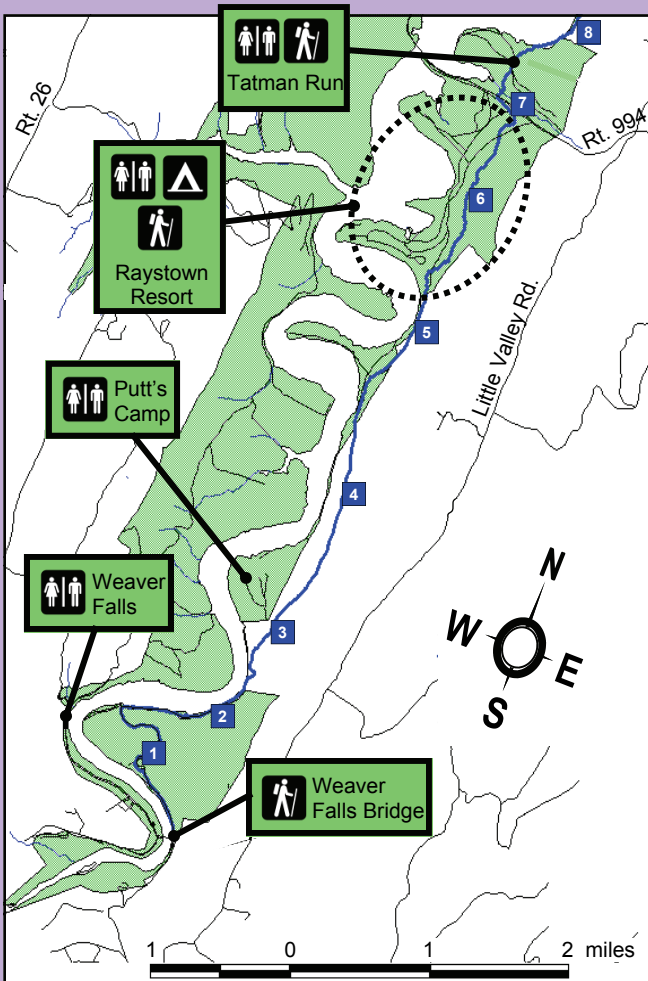 Tatman Run
8
Rt. 26
7
Rt. 994
6
Raystown
Resort
5
Little Valley Rd.
Putt's
Camp
4
Weaver
Falls
N
W
E
S
3
2
1
Weaver
Falls Bridge
1 0 1 2 miles